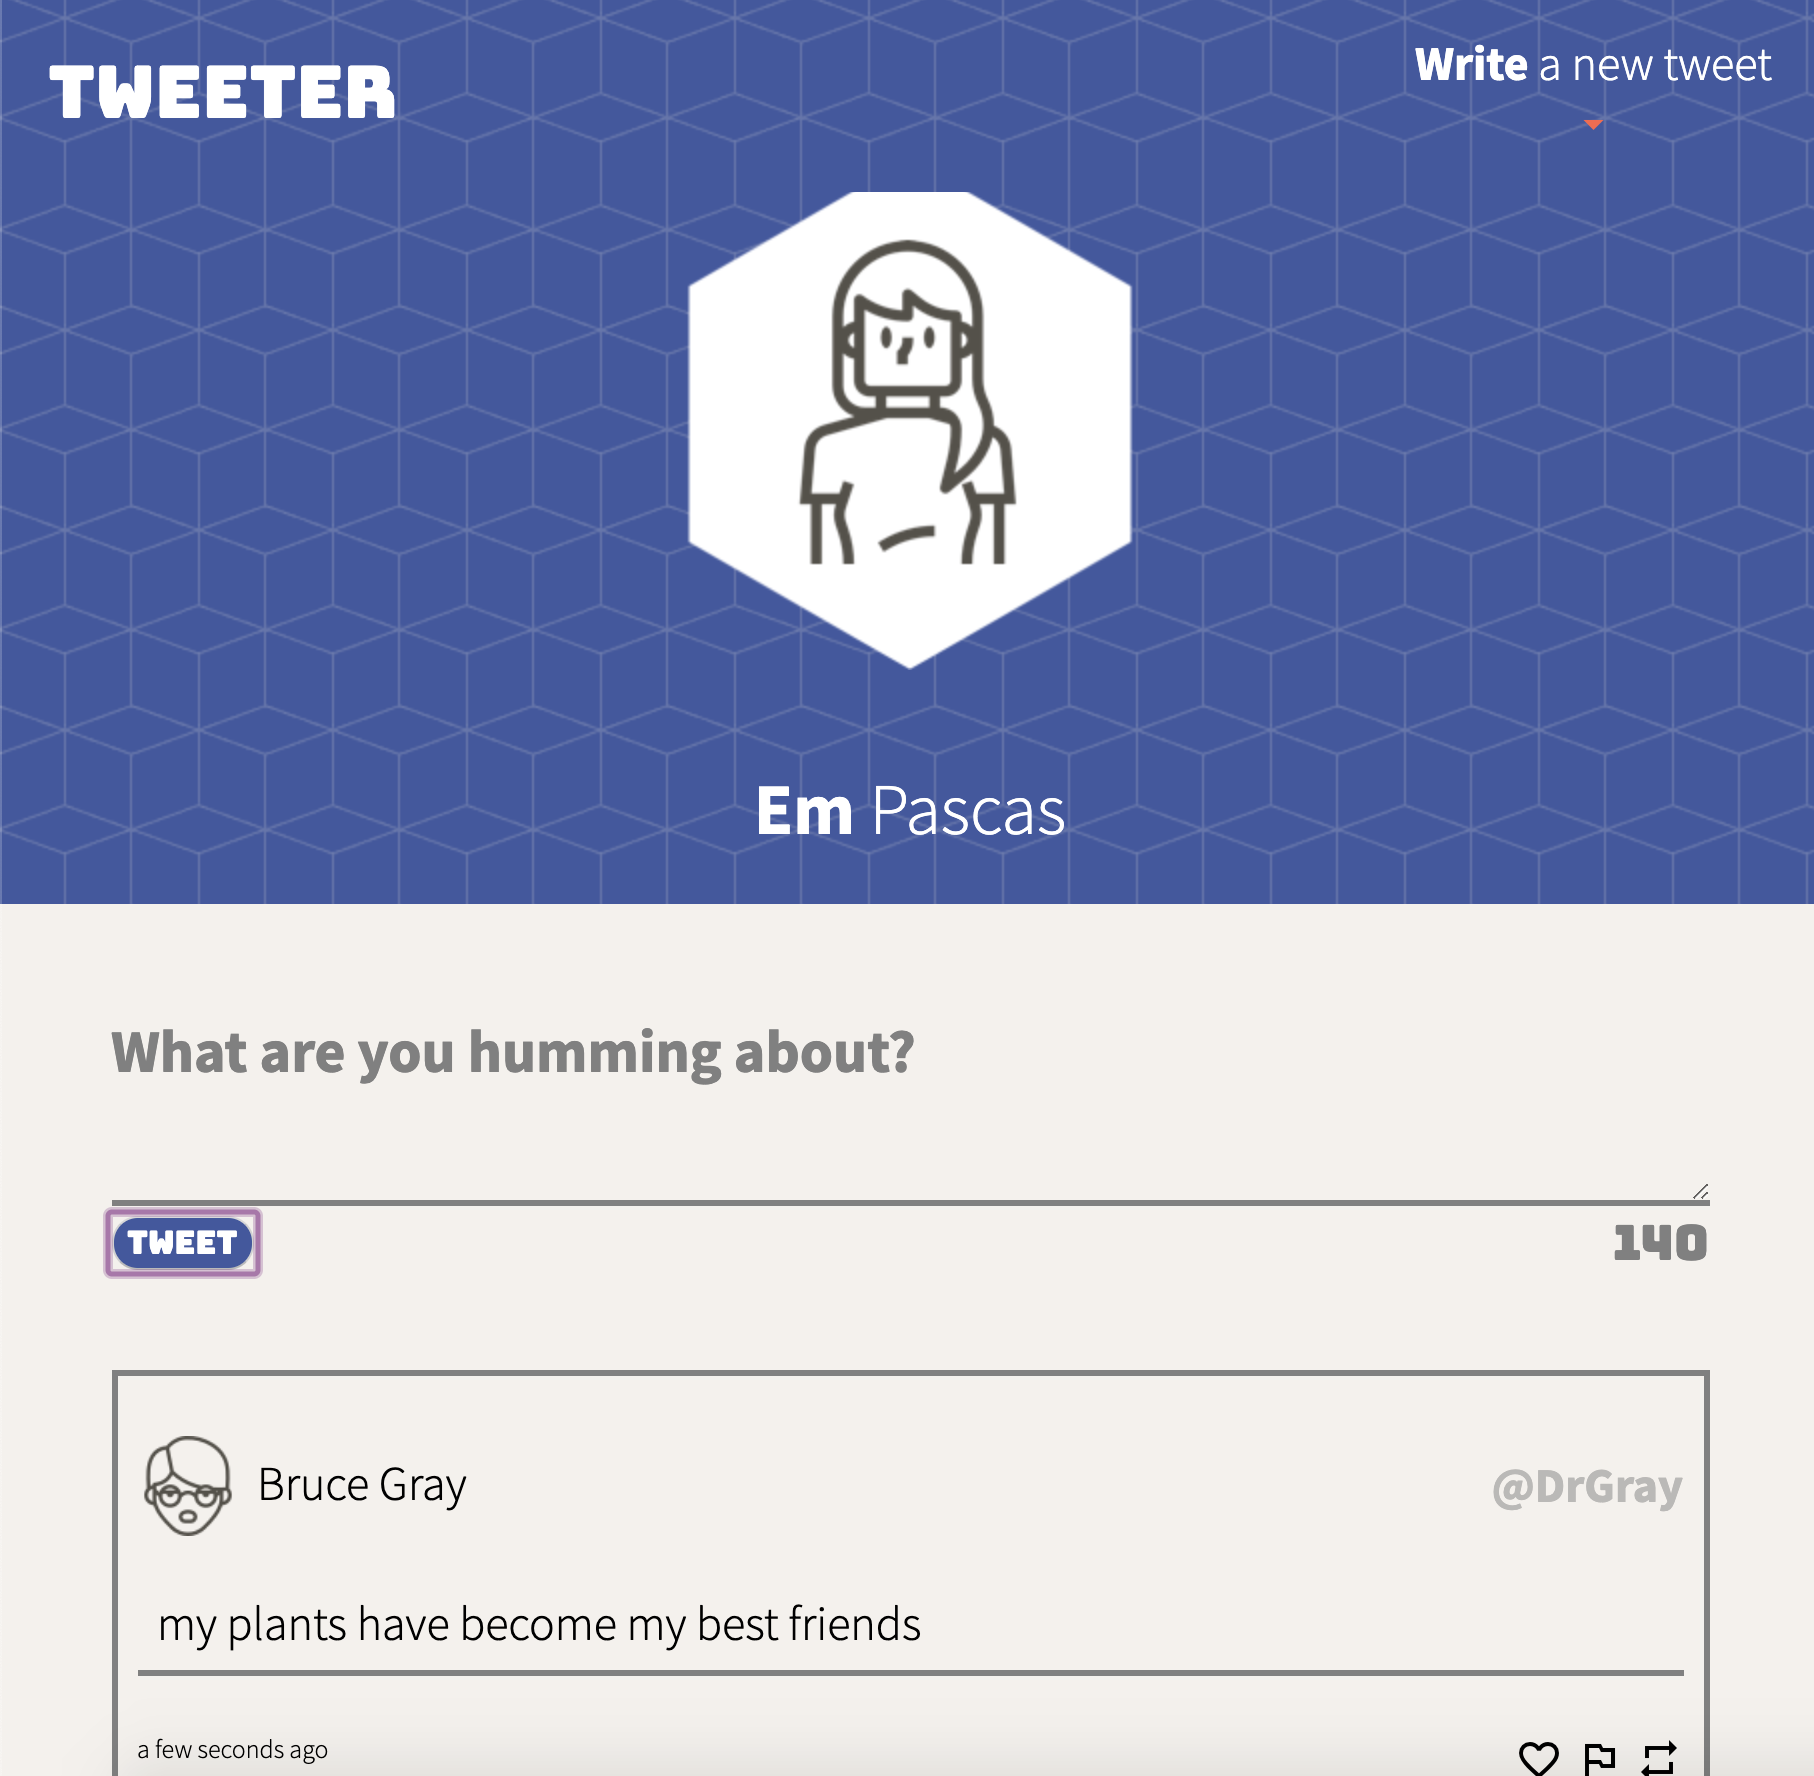 TWEETER
Write a new tweet
Em Pascas
What are you humming about?
TWEET
140
Bruce Gray
@DrGray
my plants have become my best friends
a few seconds ago